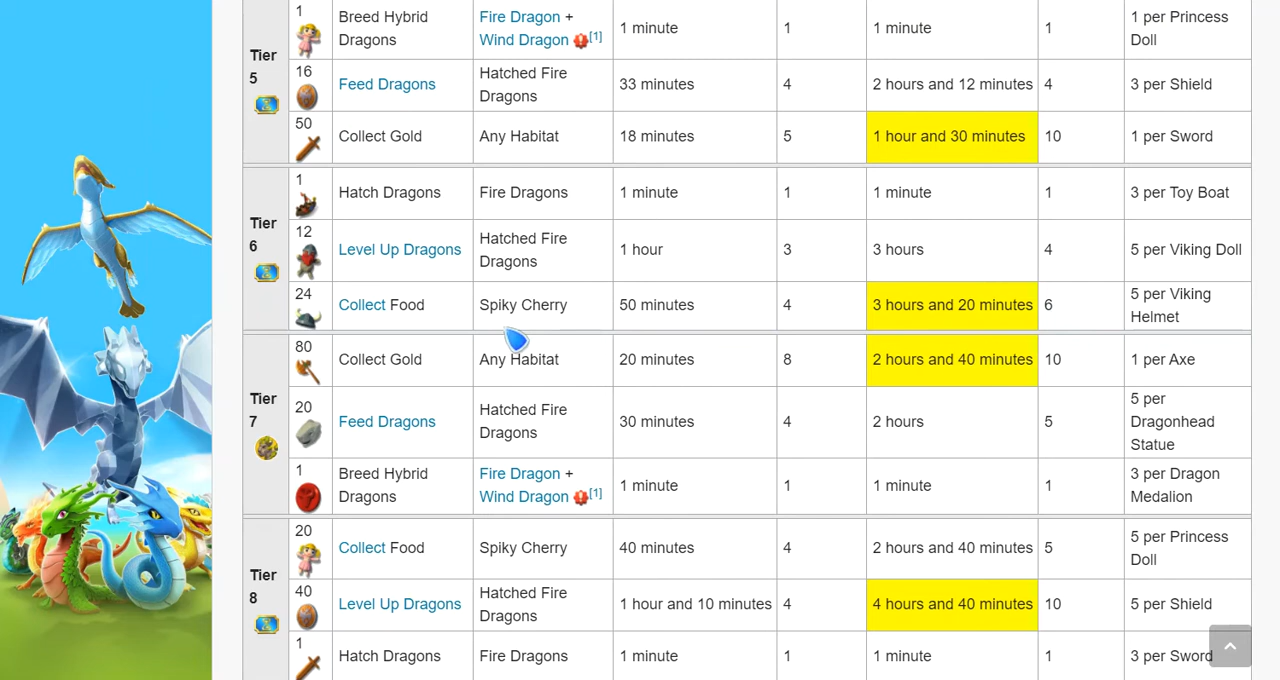 Tier 5
1 Breed Hybrid Dragons Fire Dragon + Wind Dragon [1] 1 minute 1 1 minute 1 1 per Princess Doll
16 Feed Dragons Hatched Fire Dragons 33 minutes 4 2 hours and 12 minutes 4 3 per Shield
50 Collect Gold Any Habitat 18 minutes 5 1 hour and 30 minutes 10 1 per Sword
Tier 6
1 Hatch Dragons Fire Dragons 1 minute 1 1 minute 1 3 per Toy Boat
12 Level Up Dragons Hatched Fire Dragons 1 hour 3 3 hours 4 5 per Viking Doll
24 Collect Food Spiky Cherry 50 minutes 4 3 hours and 20 minutes 6 5 per Viking Helmet
Tier 7
80 Collect Gold Any Habitat 20 minutes 8 2 hours and 40 minutes 10 1 per Axe
20 Feed Dragons Hatched Fire Dragons 30 minutes 4 2 hours 5 5 per Dragonhead Statue
1 Breed Hybrid Dragons Fire Dragon + Wind Dragon [1] 1 minute 1 1 minute 1 3 per Dragon Medalion
Tier 8
20 Collect Food Spiky Cherry 40 minutes 4 2 hours and 40 minutes 5 5 per Princess Doll
40 Level Up Dragons Hatched Fire Dragons 1 hour and 10 minutes 4 4 hours and 40 minutes 10 5 per Shield
1 Hatch Dragons Fire Dragons 1 minute 1 1 minute 1 3 per Sword